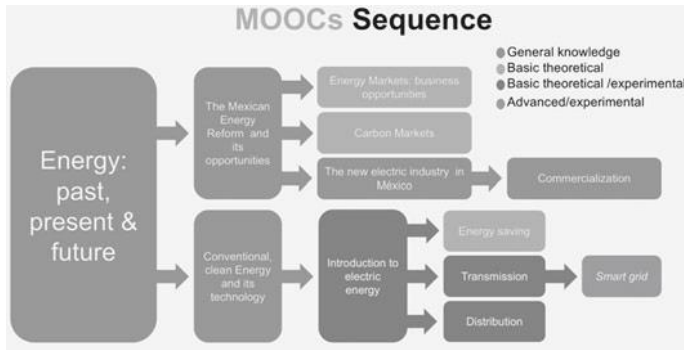 MOOCs Sequence
General knowledge
Basic theoretical
Basic theoretical /experimental
Advanced/experimental
Energy:
past,
present &
future
The Mexican
Energy
Reform and
its
opportunities
Energy Markets: business
opportunities
Carbon Markets
The new electric industry in
México
Commercialization
Conventional,
clean Energy
and its
technology
Introduction to
electric
energy
Energy saving
Transmission
Smart grid
Distribution